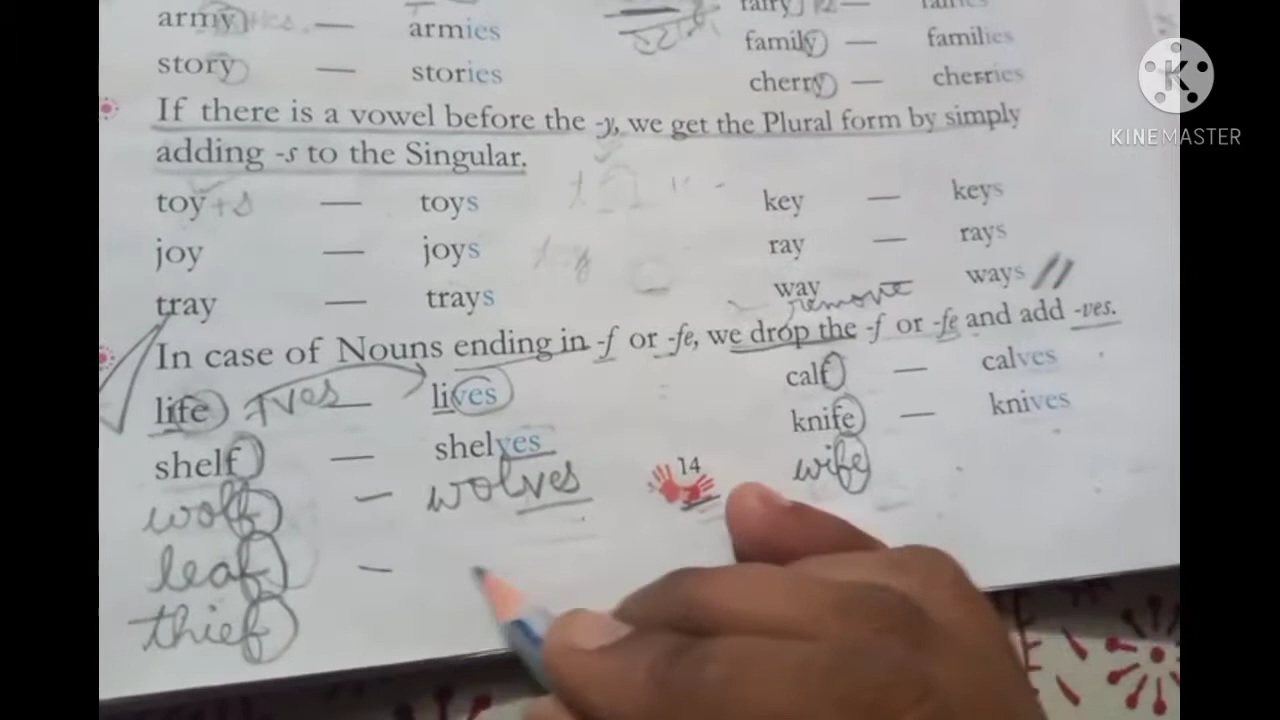 army — armies
fairy — fairies
story — stories
family — families
cherry — cherries
If there is a vowel before the -y, we get the Plural form by simply
adding -s to the Singular.
toy +s — toys
key — keys
joy — joys
ray — rays
tray — trays
way — ways
remove
In case of Nouns ending in -f or -fe, we drop the -f or -fe and add -ves.
life +ves — lives
calf — calves
shelf — shelves
knife — knives
wolf — wolves
wife
14
leaf —
thief
KINEMASTER